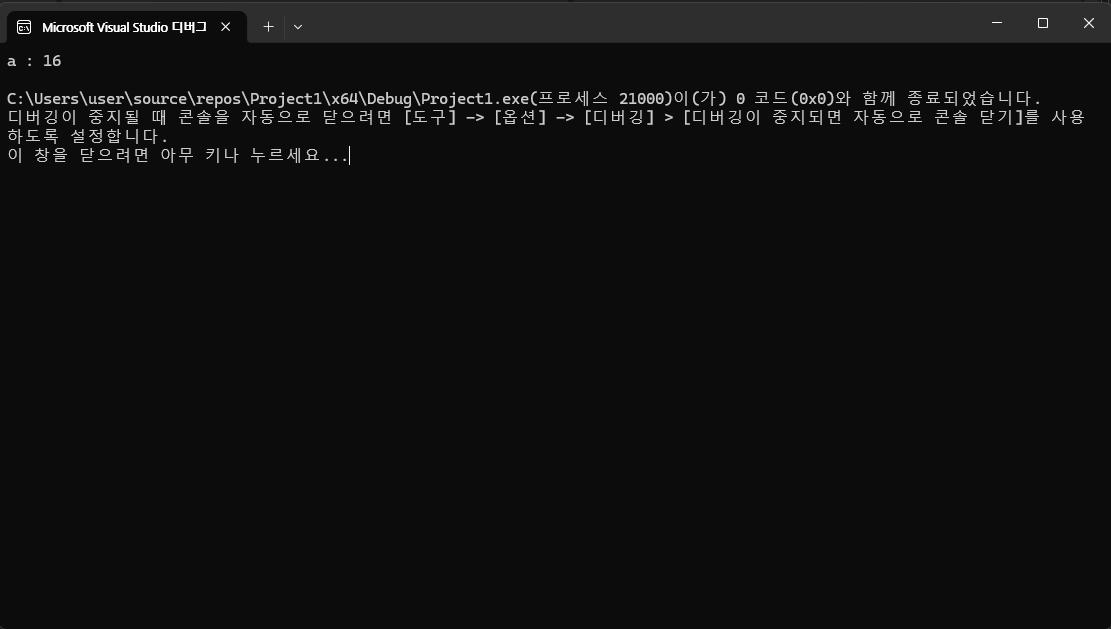 Microsoft Visual Studio 디버그
a : 16
C:\Users\user\source\repos\Project1\x64\Debug\Project1.exe(프로세스 21000)이(가) 0 코드(0x0)와 함께 종료되었습니다.
디버깅이 중지될 때 콘솔을 자동으로 닫으려면 [도구] -> [옵션] -> [디버깅] > [디버깅이 중지되면 자동으로 콘솔 닫기]를 사용
하도록 설정합니다.
이 창을 닫으려면 아무 키나 누르세요...